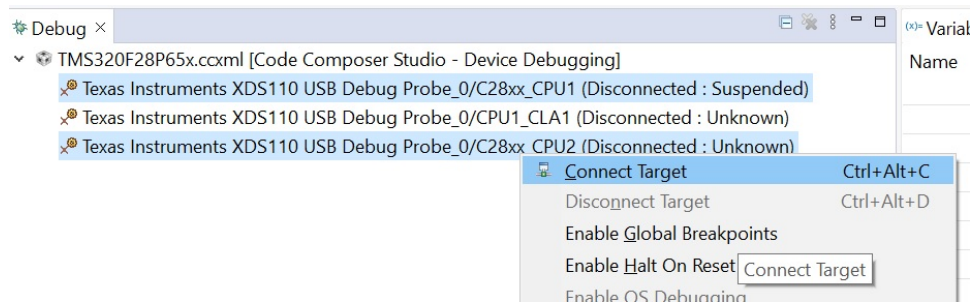 Debug ×
(x)= Variab
TMS320F28P65x.ccxml [Code Composer Studio - Device Debugging]
Name
Texas Instruments XDS110 USB Debug Probe_0/C28xx_CPU1 (Disconnected : Suspended)
Texas Instruments XDS110 USB Debug Probe_0/CPU1_CLA1 (Disconnected : Unknown)
Texas Instruments XDS110 USB Debug Probe_0/C28xx_CPU2 (Disconnected : Unknown)
Connect Target Ctrl+Alt+C
Disconnect Target Ctrl+Alt+D
Enable Global Breakpoints
Enable Halt On Reset
Connect Target
Enable OS Debugging